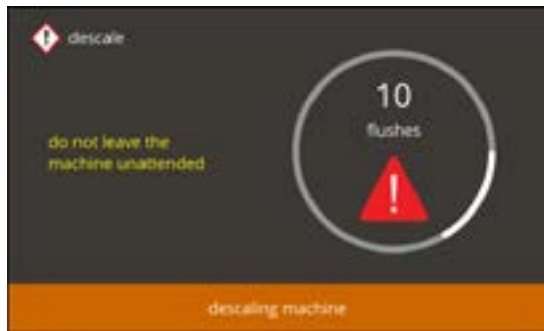 descale
10
flushes
do not leave the
machine unattended
descaling machine